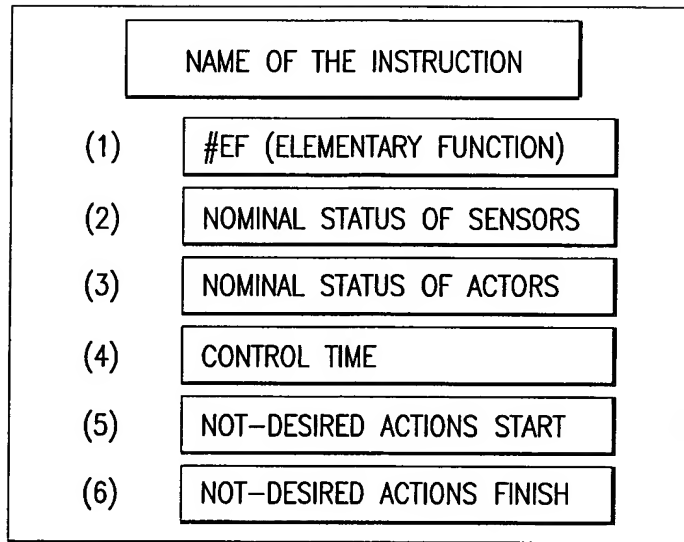 NAME OF THE INSTRUCTION
(1) #EF (ELEMENTARY FUNCTION)
(2) NOMINAL STATUS OF SENSORS
(3) NOMINAL STATUS OF ACTORS
(4) CONTROL TIME
(5) NOT-DESIRED ACTIONS START
(6) NOT-DESIRED ACTIONS FINISH